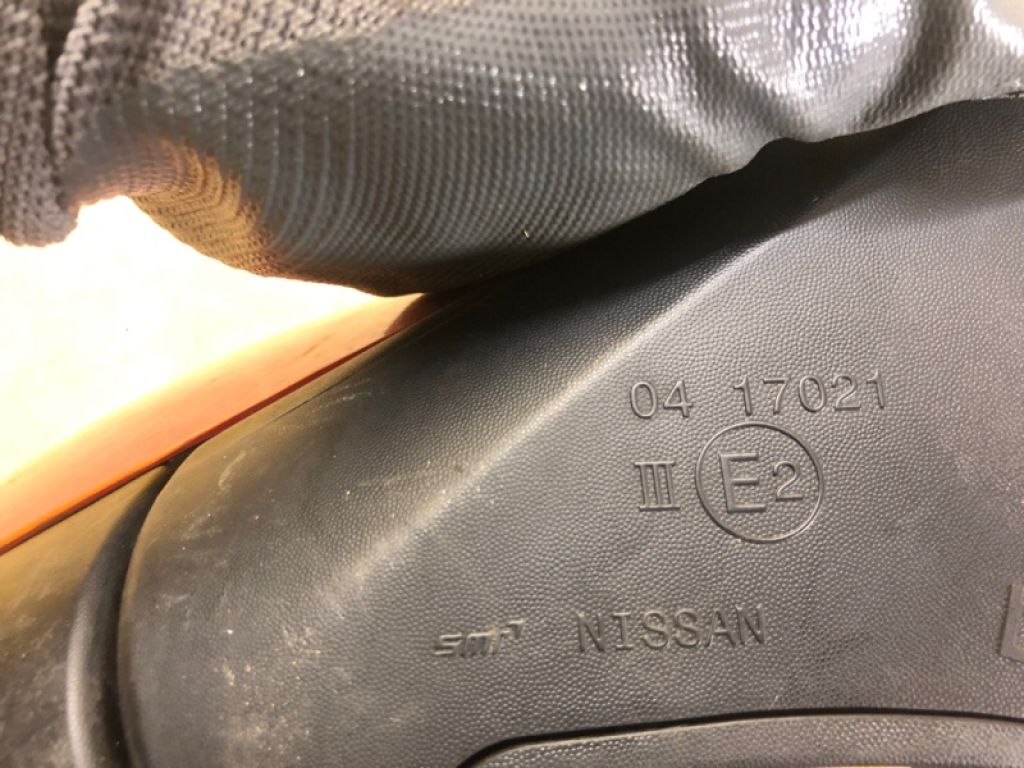 04 17021
III E2
smr NISSAN